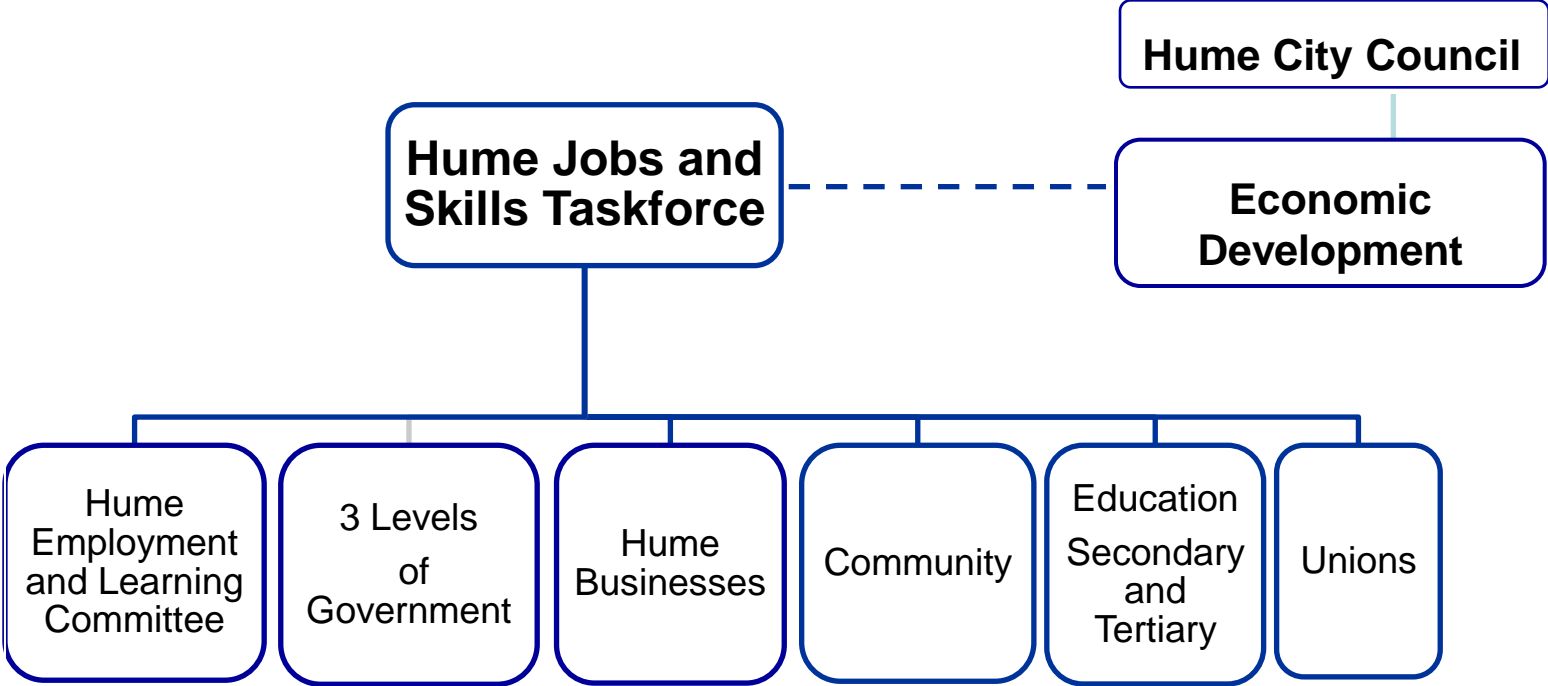 Hume City Council
Hume Jobs and
Skills Taskforce
Economic
Development
Hume
Employment
and Learning
Committee
3 Levels
of
Government
Hume
Businesses
Community
Education
Secondary
and
Tertiary
Unions